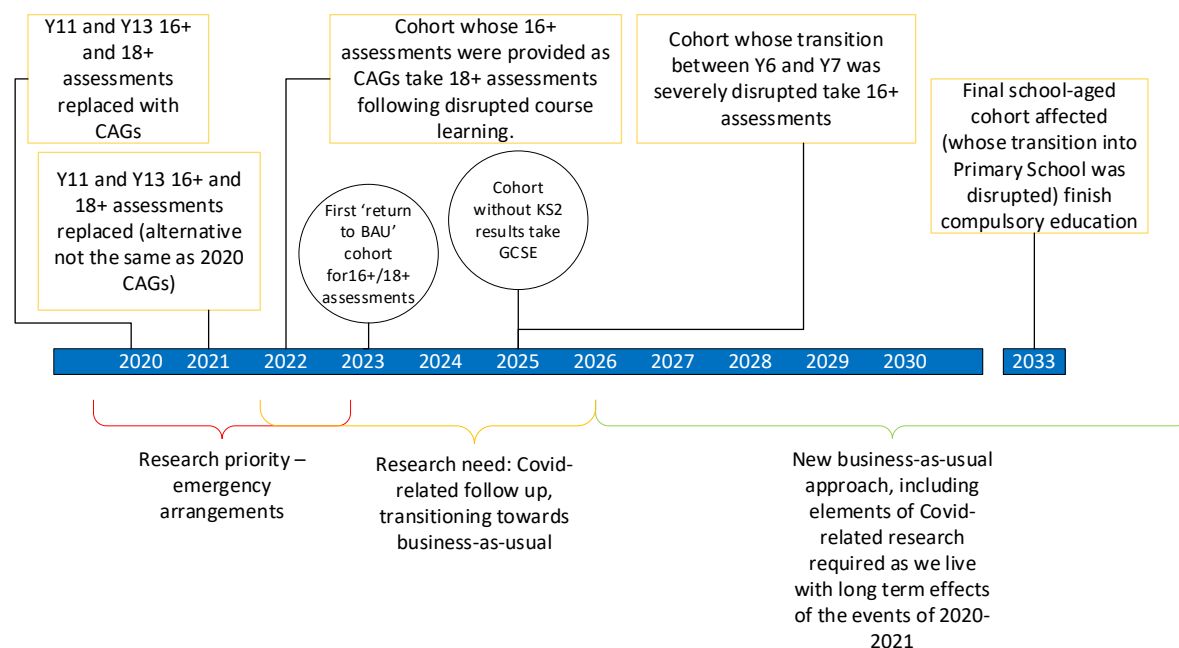 Y11 and Y13 16+
and 18+
assessments
replaced with
CAGs
Cohort whose 16+
assessments were provided as
CAGs take 18+ assessments
following disrupted course
learning.
Cohort whose transition
between Y6 and Y7 was
severely disrupted take 16+
assessments
Final school-aged
cohort affected
(whose transition into
Primary School was
disrupted) finish
compulsory education
Y11 and Y13 16+ and
18+ assessments
replaced (alternative
not the same as 2020
CAGs)
First ‘return
to BAU’
cohort
for16+/18+
assessments
Cohort
without KS2
results take
GCSE
2020
2021
2022
2023
2024
2025
2026
2027
2028
2029
2030
2033
Research priority –
emergency
arrangements
Research need: Covid-
related follow up,
transitioning towards
business-as-usual
New business-as-usual
approach, including
elements of Covid-
related research
required as we live
with long term effects
of the events of 2020-
2021